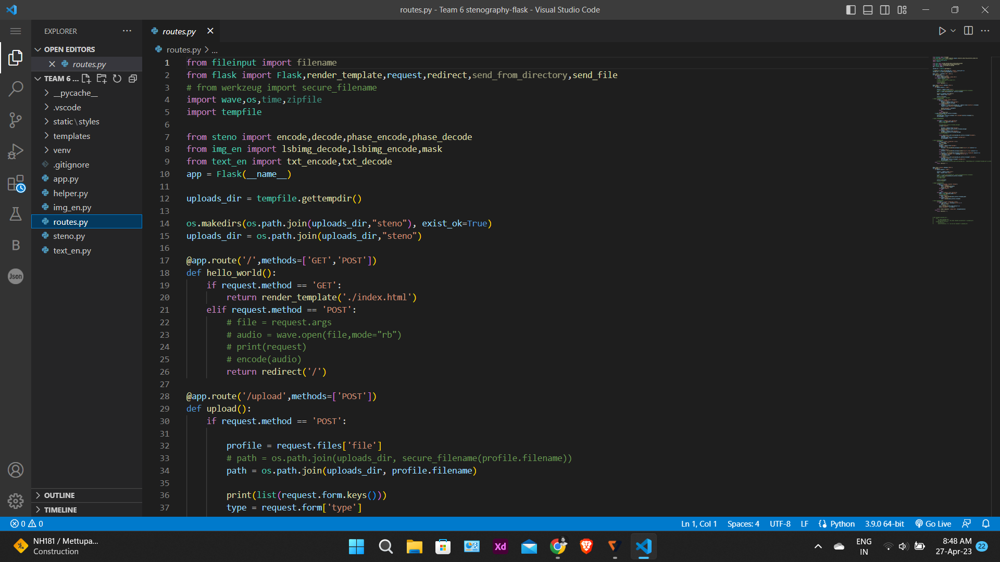 routes.py - Team 6 stenography-flask - Visual Studio Code
EXPLORER
OPEN EDITORS
routes.py
TEAM 6 ...
__pycache__
.vscode
static\styles
templates
venv
.gitignore
app.py
helper.py
img_en.py
routes.py
steno.py
text_en.py
OUTLINE
TIMELINE
B
Json
routes.py
routes.py > ...
1 from fileinput import filename
2 from flask import Flask,render_template,request,redirect,send_from_directory,send_file
3 # from werkzeug import secure_filename
4 import wave,os,time,zipfile
5 import tempfile
6
7 from steno import encode,decode,phase_encode,phase_decode
8 from img_en import lsbimg_decode,lsbimg_encode,mask
9 from text_en import txt_encode,txt_decode
10 app = Flask(__name__)
11
12 uploads_dir = tempfile.gettempdir()
13
14 os.makedirs(os.path.join(uploads_dir,"steno"), exist_ok=True)
15 uploads_dir = os.path.join(uploads_dir,"steno")
16
17 @app.route('/',methods=['GET','POST'])
18 def hello_world():
19 if request.method == 'GET':
20 return render_template('./index.html')
21 elif request.method == 'POST':
22 # file = request.args
23 # audio = wave.open(file,mode="rb")
24 # print(request)
25 # encode(audio)
26 return redirect('/')
27
28 @app.route('/upload',methods=['POST'])
29 def upload():
30 if request.method == 'POST':
31
32 profile = request.files['file']
33 # path = os.path.join(uploads_dir, secure_filename(profile.filename))
34 path = os.path.join(uploads_dir, profile.filename)
35
36 print(list(request.form.keys()))
37 type = request.form['type']
0 0 Ln 1, Col 1 Spaces: 4 UTF-8 LF Python 3.9.0 64-bit Go Live
NH181 / Mettupa...
Construction
Xd
ENG
IN
8:48 AM
27-Apr-23
22